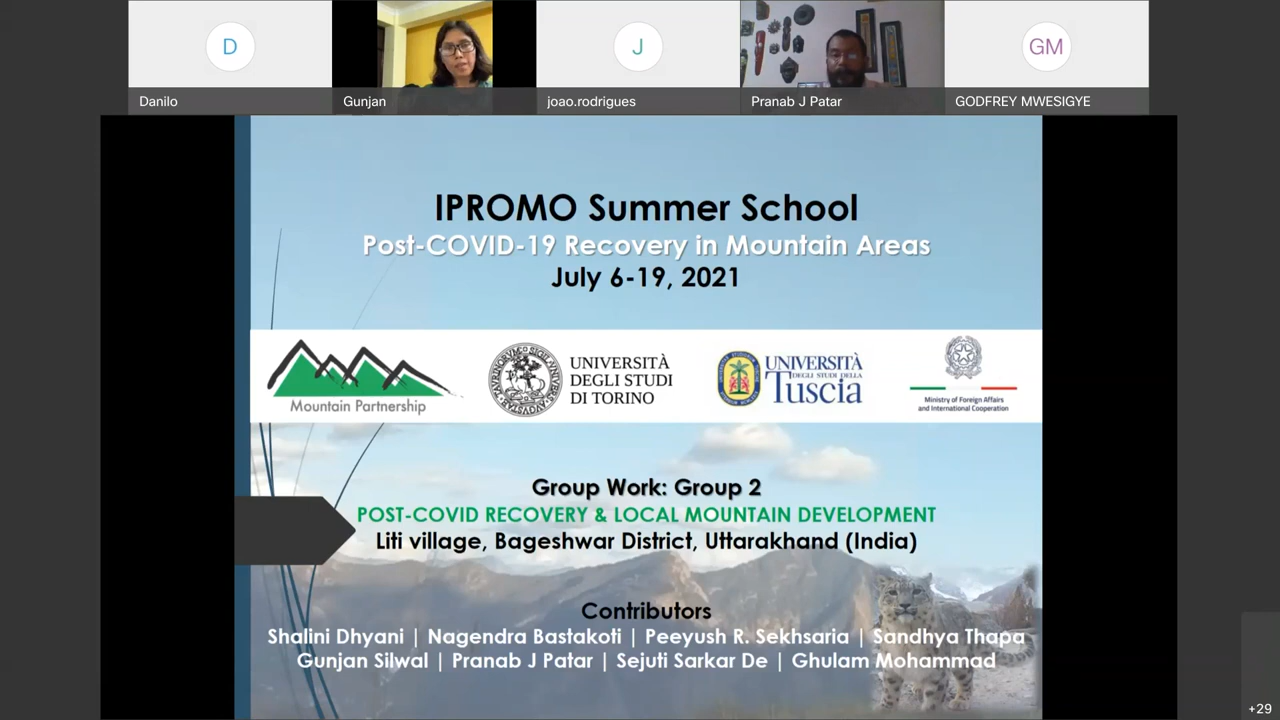 D
J
GM
Danilo
Gunjan
joao.rodrigues
Pranab J Patar
GODFREY MWESIGYE
IPROMO Summer School
Post-COVID-19 Recovery in Mountain Areas
July 6-19, 2021
Mountain Partnership
UNIVERSITÀ
DEGLI STUDI
DI TORINO
UNIVERSITÀ
DEGLI STUDI DELLA
Tuscia
Ministry of Foreign Affairs
and International Cooperation
Group Work: Group 2
POST-COVID RECOVERY & LOCAL MOUNTAIN DEVELOPMENT
Liti village, Bageshwar District, Uttarakhand (India)
Contributors
Shalini Dhyani | Nagendra Bastakoti | Peeyush R. Sekhsaria | Sandhya Thapa
Gunjan Silwal | Pranab J Patar | Sejuti Sarkar De | Ghulam Mohammad
+29